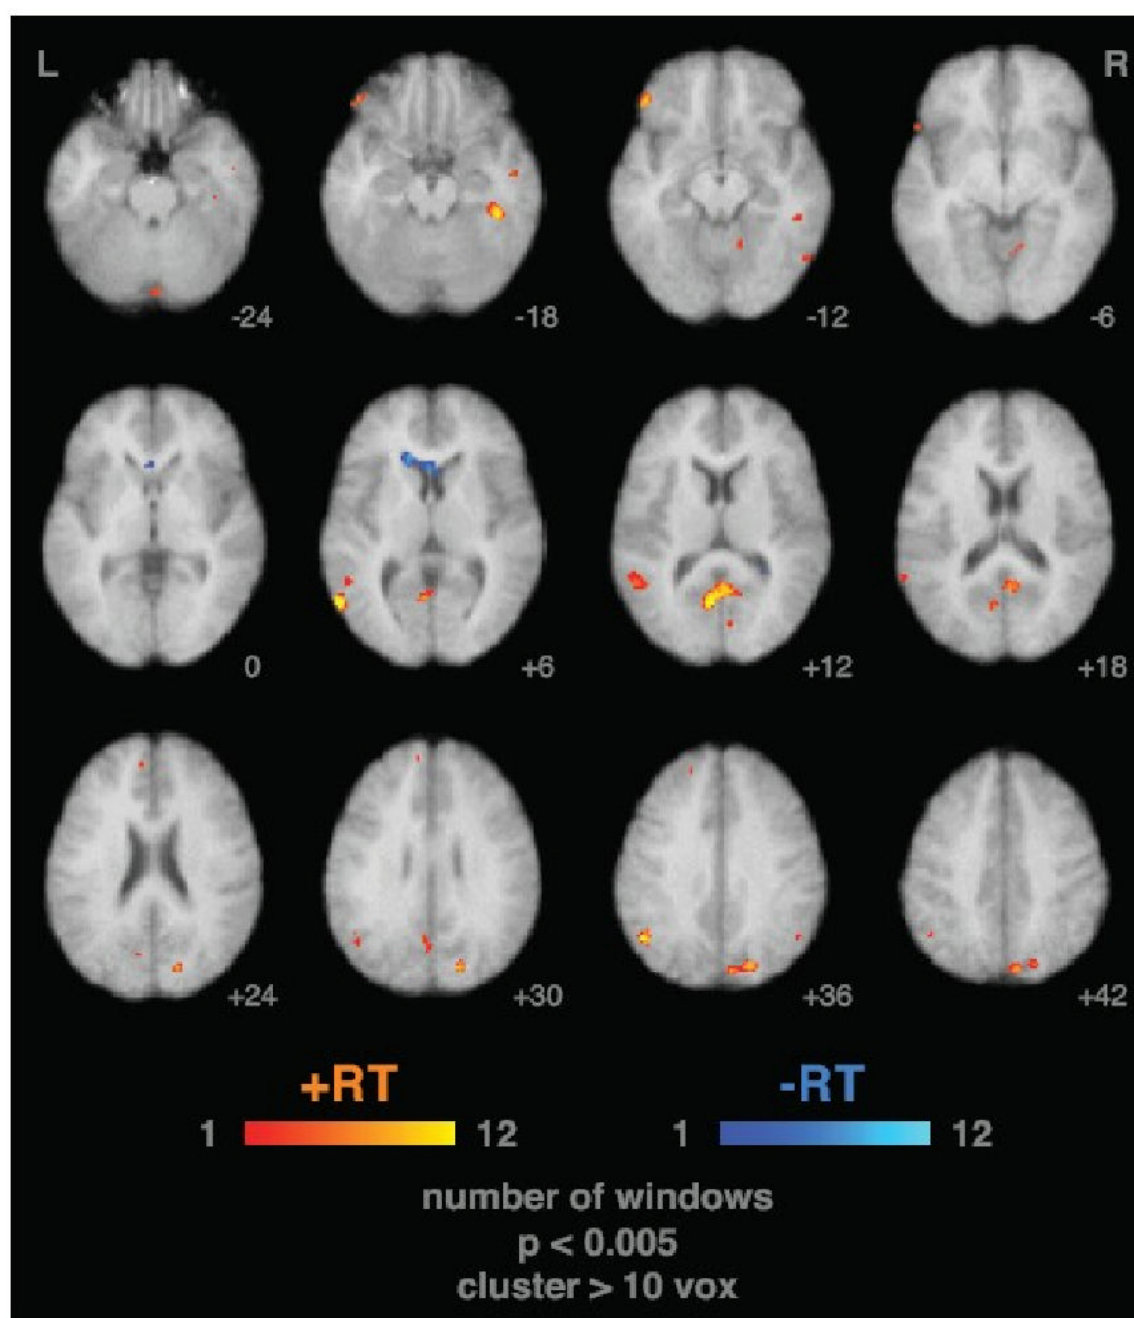 L R
-24 -18 -12 -6
0 +6 +12 +18
+24 +30 +36 +42
+RT -RT
1 12 1 12
number of windows
p < 0.005
cluster > 10 vox